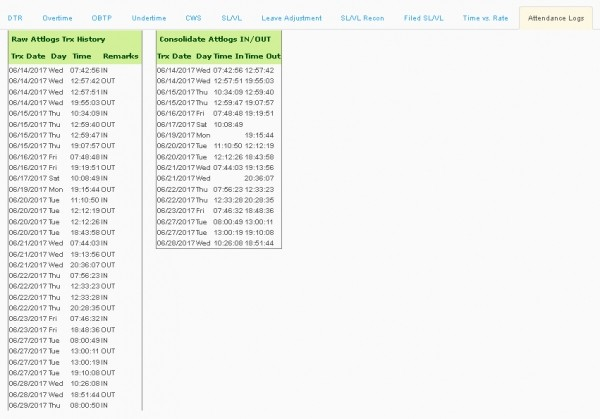 DTR Overtime OBTP Undertime CWS SL/VL Leave Adjustment SL/VL Recon Filed SL/VL Time vs. Rate Attendance Logs
Raw Attlogs Trx History
Trx Date Day Time Remarks
06/14/2017 Wed 07:42:56 IN
06/14/2017 Wed 12:57:42 OUT
06/14/2017 Wed 12:57:51 IN
06/14/2017 Wed 19:55:03 OUT
06/15/2017 Thu 10:34:09 IN
06/15/2017 Thu 12:59:40 OUT
06/15/2017 Thu 12:59:47 IN
06/15/2017 Thu 19:07:57 OUT
06/16/2017 Fri 07:48:48 IN
06/16/2017 Fri 19:19:51 OUT
06/17/2017 Sat 10:08:49 IN
06/19/2017 Mon 19:15:44 OUT
06/20/2017 Tue 11:10:50 IN
06/20/2017 Tue 12:12:19 OUT
06/20/2017 Tue 12:12:26 IN
06/20/2017 Tue 18:43:58 OUT
06/21/2017 Wed 07:44:03 IN
06/21/2017 Wed 19:13:56 OUT
06/21/2017 Wed 20:36:07 OUT
06/22/2017 Thu 07:56:23 IN
06/22/2017 Thu 12:33:23 OUT
06/22/2017 Thu 12:33:28 IN
06/22/2017 Thu 20:28:35 OUT
06/23/2017 Fri 07:46:32 IN
06/23/2017 Fri 18:48:36 OUT
06/27/2017 Tue 08:00:49 IN
06/27/2017 Tue 13:00:11 OUT
06/27/2017 Tue 13:00:19 IN
06/27/2017 Tue 19:10:08 OUT
06/28/2017 Wed 10:26:08 IN
06/28/2017 Wed 18:51:44 OUT
06/29/2017 Thu 08:00:50 IN
Consolidate Attlogs IN/OUT
Trx Date Day Time In Time Out
06/14/2017 Wed 07:42:56 12:57:42
06/14/2017 Wed 12:57:51 19:55:03
06/15/2017 Thu 10:34:09 12:59:40
06/15/2017 Thu 12:59:47 19:07:57
06/16/2017 Fri 07:48:48 19:19:51
06/17/2017 Sat 10:08:49
06/19/2017 Mon 19:15:44
06/20/2017 Tue 11:10:50 12:12:19
06/20/2017 Tue 12:12:26 18:43:58
06/21/2017 Wed 07:44:03 19:13:56
06/21/2017 Wed 20:36:07
06/22/2017 Thu 07:56:23 12:33:23
06/22/2017 Thu 12:33:28 20:28:35
06/23/2017 Fri 07:46:32 18:48:36
06/27/2017 Tue 08:00:49 13:00:11
06/27/2017 Tue 13:00:19 19:10:08
06/28/2017 Wed 10:26:08 18:51:44